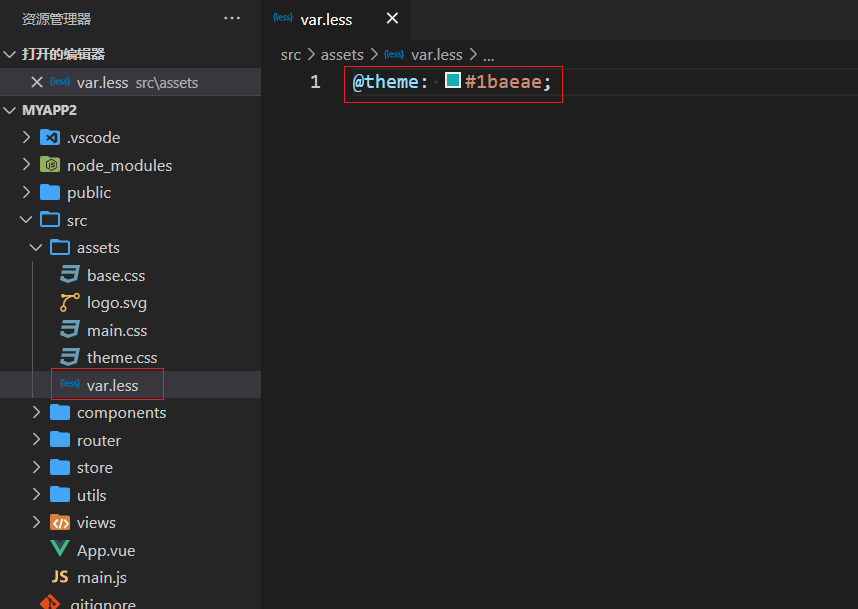 资源管理器 ...
打开的编辑器
var.less src\assets
MYAPP2
.vscode
node_modules
public
src
assets
base.css
logo.svg
main.css
theme.css
{less} var.less
components
router
store
utils
views
App.vue
JS main.js
.gitignore
{less} var.less
src > assets > {less} var.less > ...
1 @theme: #1baeae;